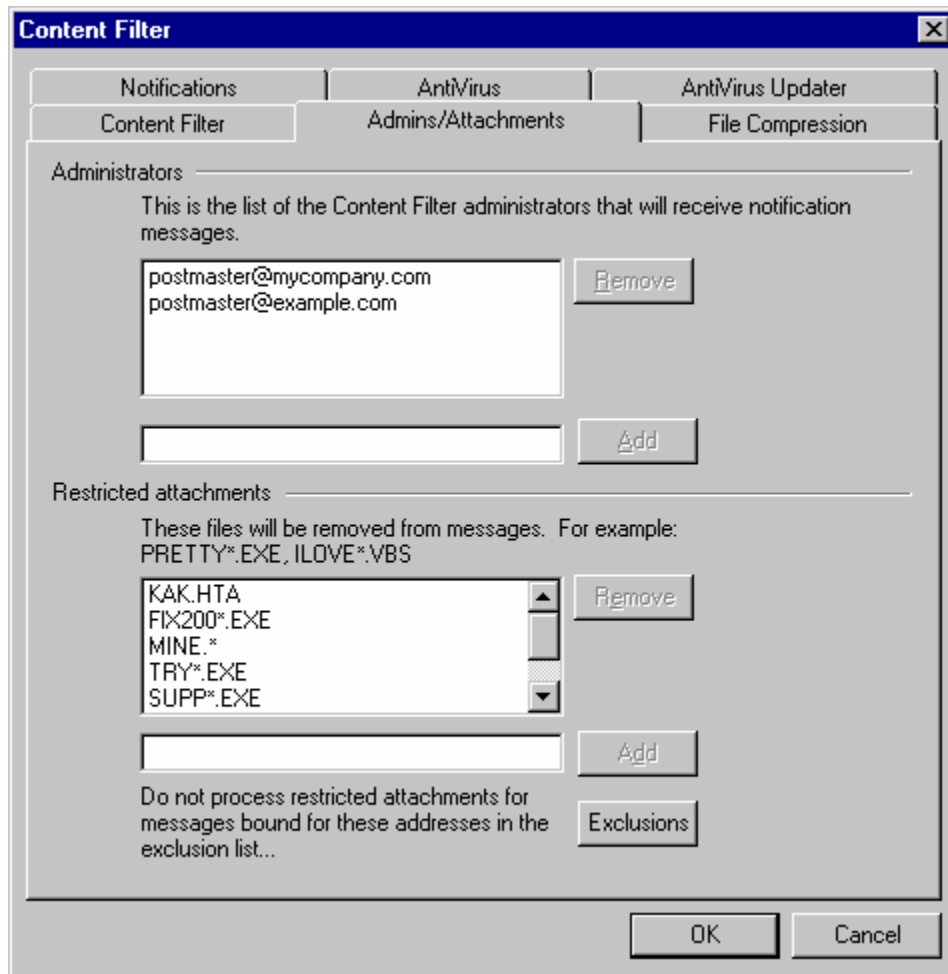 Content Filter
Notifications
AntiVirus
AntiVirus Updater
Content Filter
Admins/Attachments
File Compression
Administrators
This is the list of the Content Filter administrators that will receive notification
messages.
postmaster@mycompany.com
postmaster@example.com
Remove
Add
Restricted attachments
These files will be removed from messages.  For example:
PRETTY*.EXE, ILOVE*.VBS
KAK.HTA
FIX200*.EXE
MINE.*
TRY*.EXE
SUPP*.EXE
Remove
Add
Do not process restricted attachments for
messages bound for these addresses in the
exclusion list...
Exclusions
OK
Cancel